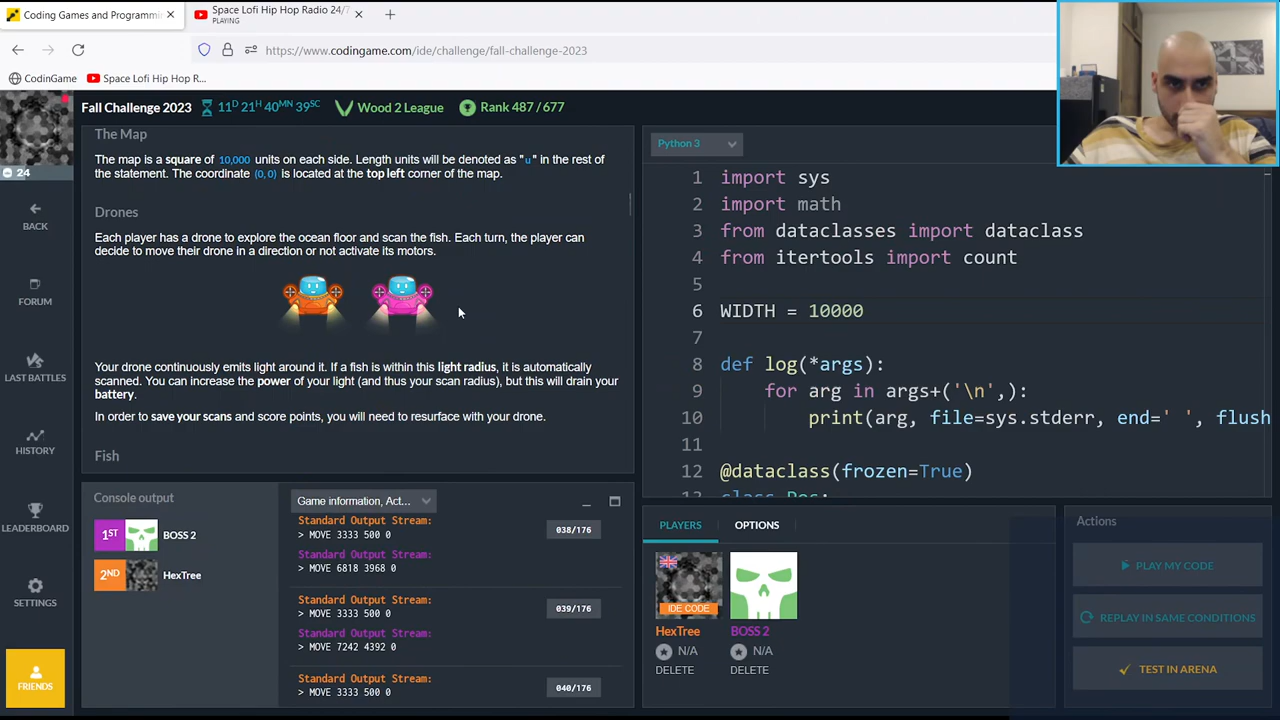 Coding Games and Programmin
Space Lofi Hip Hop Radio 24/7
PLAYING
https://www.codingame.com/ide/challenge/fall-challenge-2023
CodinGame
Space Lofi Hip Hop R...
Fall Challenge 2023
11D 21H 40MN 39SC
Wood 2 League
Rank 487 / 677
24
BACK
FORUM
LAST BATTLES
HISTORY
LEADERBOARD
SETTINGS
FRIENDS
The Map
The map is a square of 10,000 units on each side. Length units will be denoted as "u" in the rest of
the statement. The coordinate (0, 0) is located at the top left corner of the map.
Drones
Each player has a drone to explore the ocean floor and scan the fish. Each turn, the player can
decide to move their drone in a direction or not activate its motors.
Your drone continuously emits light around it. If a fish is within this light radius, it is automatically
scanned. You can increase the power of your light (and thus your scan radius), but this will drain your
battery.
In order to save your scans and score points, you will need to resurface with your drone.
Fish
Console output
1ST
BOSS 2
2ND
HexTree
Game information, Act...
Standard Output Stream:
> MOVE 3333 500 0
038/176
Standard Output Stream:
> MOVE 6818 3968 0
Standard Output Stream:
> MOVE 3333 500 0
039/176
Standard Output Stream:
> MOVE 7242 4392 0
Standard Output Stream:
> MOVE 3333 500 0
040/176
Python 3
1 import sys
2 import math
3 from dataclasses import dataclass
4 from itertools import count
5
6 WIDTH = 10000
7
8 def log(*args):
9 for arg in args+('\n',):
10 print(arg, file=sys.stderr, end=' ', flush
11
12 @dataclass(frozen=True)
13 class Pos:
PLAYERS
OPTIONS
IDE CODE
HexTree
N/A
DELETE
BOSS 2
N/A
DELETE
Actions
PLAY MY CODE
REPLAY IN SAME CONDITIONS
TEST IN ARENA